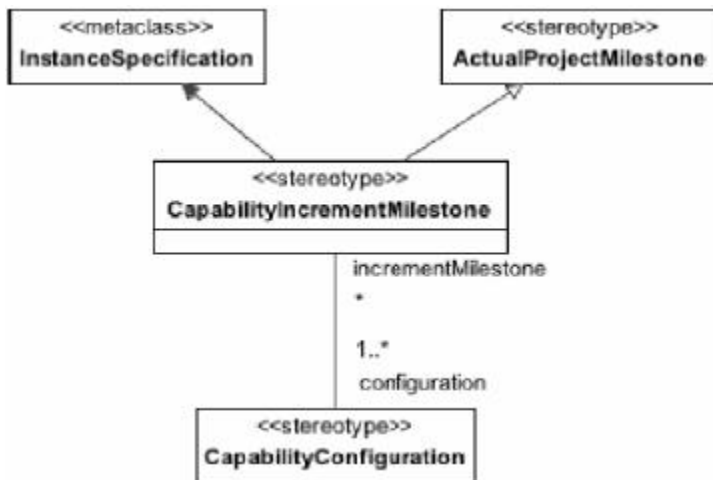 <<metaclass>>
InstanceSpecification
<<stereotype>>
ActualProjectMilestone
<<stereotype>>
CapabilityIncrementMilestone
incrementMilestone
*
1..*
configuration
<<stereotype>>
CapabilityConfiguration